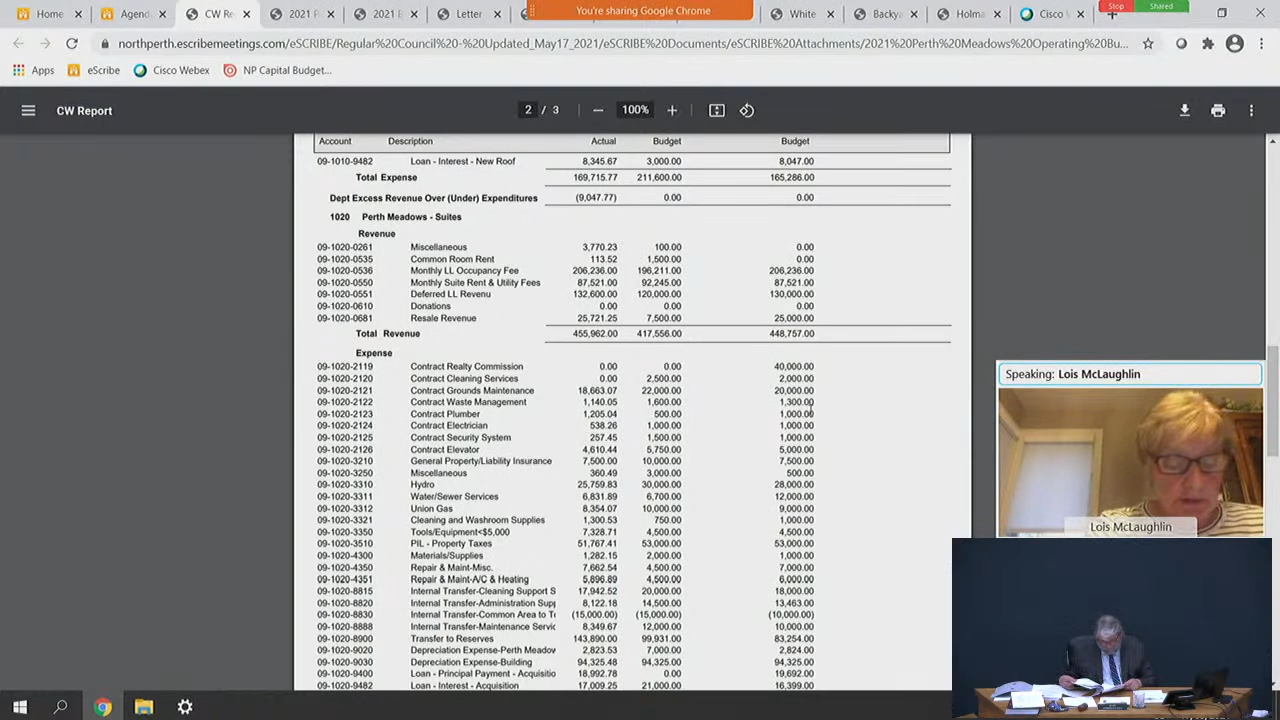 Home
Agend
CW Re
2021 P
2021 E
Letter
You're sharing Google Chrome
White
Backya
Holma
Cisco W
Stop
Shared
northperth.escribemeetings.com/eSCRIBE/Regular%20Council%20-%20Updated_May17_2021/eSCRIBE%20Documents/eSCRIBE%20Attachments/2021%20Perth%20Meadows%20Operating%20Bu...
Apps
eScribe
Cisco Webex
NP Capital Budget...
CW Report
2 / 3
100%
Account Description Actual Budget Budget
09-1010-9482 Loan - Interest - New Roof 8,345.67 3,000.00 8,047.00
Total Expense 169,715.77 211,600.00 165,286.00
Dept Excess Revenue Over (Under) Expenditures (9,047.77) 0.00 0.00
1020 Perth Meadows - Suites
Revenue
09-1020-0261 Miscellaneous 3,770.23 100.00 0.00
09-1020-0535 Common Room Rent 113.52 1,500.00 0.00
09-1020-0536 Monthly LL Occupancy Fee 206,236.00 196,211.00 206,236.00
09-1020-0550 Monthly Suite Rent & Utility Fees 87,521.00 92,245.00 87,521.00
09-1020-0551 Deferred LL Revenu 132,600.00 120,000.00 130,000.00
09-1020-0610 Donations 0.00 0.00 0.00
09-1020-0681 Resale Revenue 25,721.25 7,500.00 25,000.00
Total Revenue 455,962.00 417,556.00 448,757.00
Expense
09-1020-2119 Contract Realty Commission 0.00 0.00 40,000.00
09-1020-2120 Contract Cleaning Services 0.00 2,500.00 2,000.00
09-1020-2121 Contract Grounds Maintenance 18,663.07 22,000.00 20,000.00
09-1020-2122 Contract Waste Management 1,140.05 1,600.00 1,300.00
09-1020-2123 Contract Plumber 1,205.04 500.00 1,000.00
09-1020-2124 Contract Electrician 538.26 1,000.00 1,000.00
09-1020-2125 Contract Security System 257.45 1,500.00 1,000.00
09-1020-2126 Contract Elevator 4,610.44 5,750.00 5,000.00
09-1020-3210 General Property/Liability Insurance 7,500.00 10,000.00 7,500.00
09-1020-3250 Miscellaneous 360.49 3,000.00 500.00
09-1020-3310 Hydro 25,759.83 30,000.00 28,000.00
09-1020-3311 Water/Sewer Services 6,831.89 6,700.00 12,000.00
09-1020-3312 Union Gas 8,354.07 10,000.00 9,000.00
09-1020-3321 Cleaning and Washroom Supplies 1,300.53 750.00 1,000.00
09-1020-3350 Tools/Equipment<$5,000 7,328.71 4,500.00 4,500.00
09-1020-3510 PIL - Property Taxes 51,767.41 53,000.00 53,000.00
09-1020-4300 Materials/Supplies 1,282.15 2,000.00 1,000.00
09-1020-4350 Repair & Maint-Misc. 7,662.54 4,500.00 7,000.00
09-1020-4351 Repair & Maint-A/C & Heating 5,896.89 4,500.00 6,000.00
09-1020-8815 Internal Transfer-Cleaning Support S 17,942.52 20,000.00 18,000.00
09-1020-8820 Internal Transfer-Administration Supp 8,122.18 14,500.00 13,463.00
09-1020-8830 Internal Transfer-Common Area to To (15,000.00) (15,000.00) (10,000.00)
09-1020-8888 Internal Transfer-Maintenance Servic 8,349.67 12,000.00 10,000.00
09-1020-8900 Transfer to Reserves 143,890.00 99,931.00 83,254.00
09-1020-9020 Depreciation Expense-Perth Meadow 2,823.53 7,000.00 2,824.00
09-1020-9030 Depreciation Expense-Building 94,325.48 94,325.00 94,325.00
09-1020-9400 Loan - Principal Payment - Acquisitio 18,992.78 0.00 19,692.00
09-1020-9482 Loan - Interest - Acquisition 17,009.25 21,000.00 16,399.00
Speaking: Lois McLaughlin
Lois McLaughlin